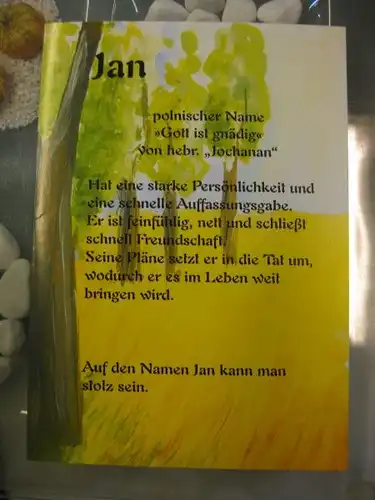 Jan
polnischer Name
»Gott ist gnädig«
von hebr. „Jochanan“
Hat eine starke Persönlichkeit und
eine schnelle Auffassungsgabe.
Er ist feinfühlig, nett und schließt
schnell Freundschaft.
Seine Pläne setzt er in die Tat um,
wodurch er es im Leben weit
bringen wird.
Auf den Namen Jan kann man
stolz sein.